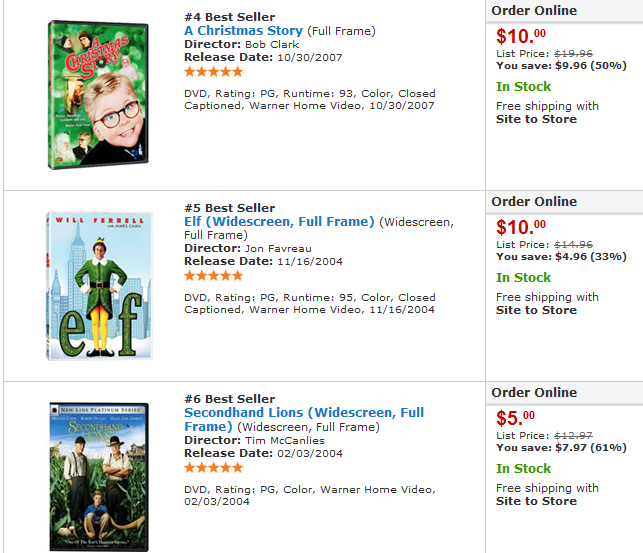 Order Online
#4 Best Seller
A Christmas Story (Full Frame)
Director: Bob Clark
Release Date: 10/30/2007
DVD, Rating: PG, Runtime: 93, Color, Closed
Captioned, Warner Home Video, 10/30/2007
$10.00
List Price: $19.96
You save: $9.96 (50%)
In Stock
Free shipping with
Site to Store
A
CHRISTMAS
STORY
Order Online
#5 Best Seller
Elf (Widescreen, Full Frame) (Widescreen,
Full Frame)
Director: Jon Favreau
Release Date: 11/16/2004
DVD, Rating: PG, Runtime: 95, Color, Closed
Captioned, Warner Home Video, 11/16/2004
$10.00
List Price: $14.96
You save: $4.96 (33%)
In Stock
Free shipping with
Site to Store
WILL FERRELL
with JAMES CAAN
elf
Order Online
#6 Best Seller
Secondhand Lions (Widescreen, Full
Frame) (Widescreen, Full Frame)
Director: Tim McCanlies
Release Date: 02/03/2004
DVD, Rating: PG, Color, Warner Home Video,
02/03/2004
$5.00
List Price: $12.97
You save: $7.97 (61%)
In Stock
Free shipping with
Site to Store
NEW LINE PLATINUM SERIES
SECONDHAND
LIONS